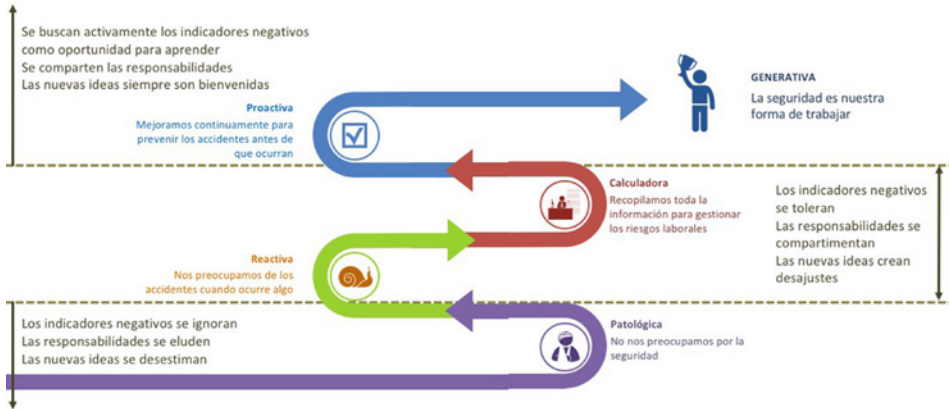 Se buscan activamente los indicadores negativos
como oportunidad para aprender
Se comparten las responsabilidades
Las nuevas ideas siempre son bienvenidas
Proactiva
Mejoramos continuamente para
prevenir los accidentes antes de
que ocurran
GENERATIVA
La seguridad es nuestra
forma de trabajar
Calculadora
Recopilamos toda la
información para gestionar
los riesgos laborales
Los indicadores negativos
se toleran
Las responsabilidades se
compartimentan
Las nuevas ideas crean
desajustes
Reactiva
Nos preocupamos de los
accidentes cuando ocurre algo
Los indicadores negativos se ignoran
Las responsabilidades se eluden
Las nuevas ideas se desestiman
Patológica
No nos preocupamos por la
seguridad